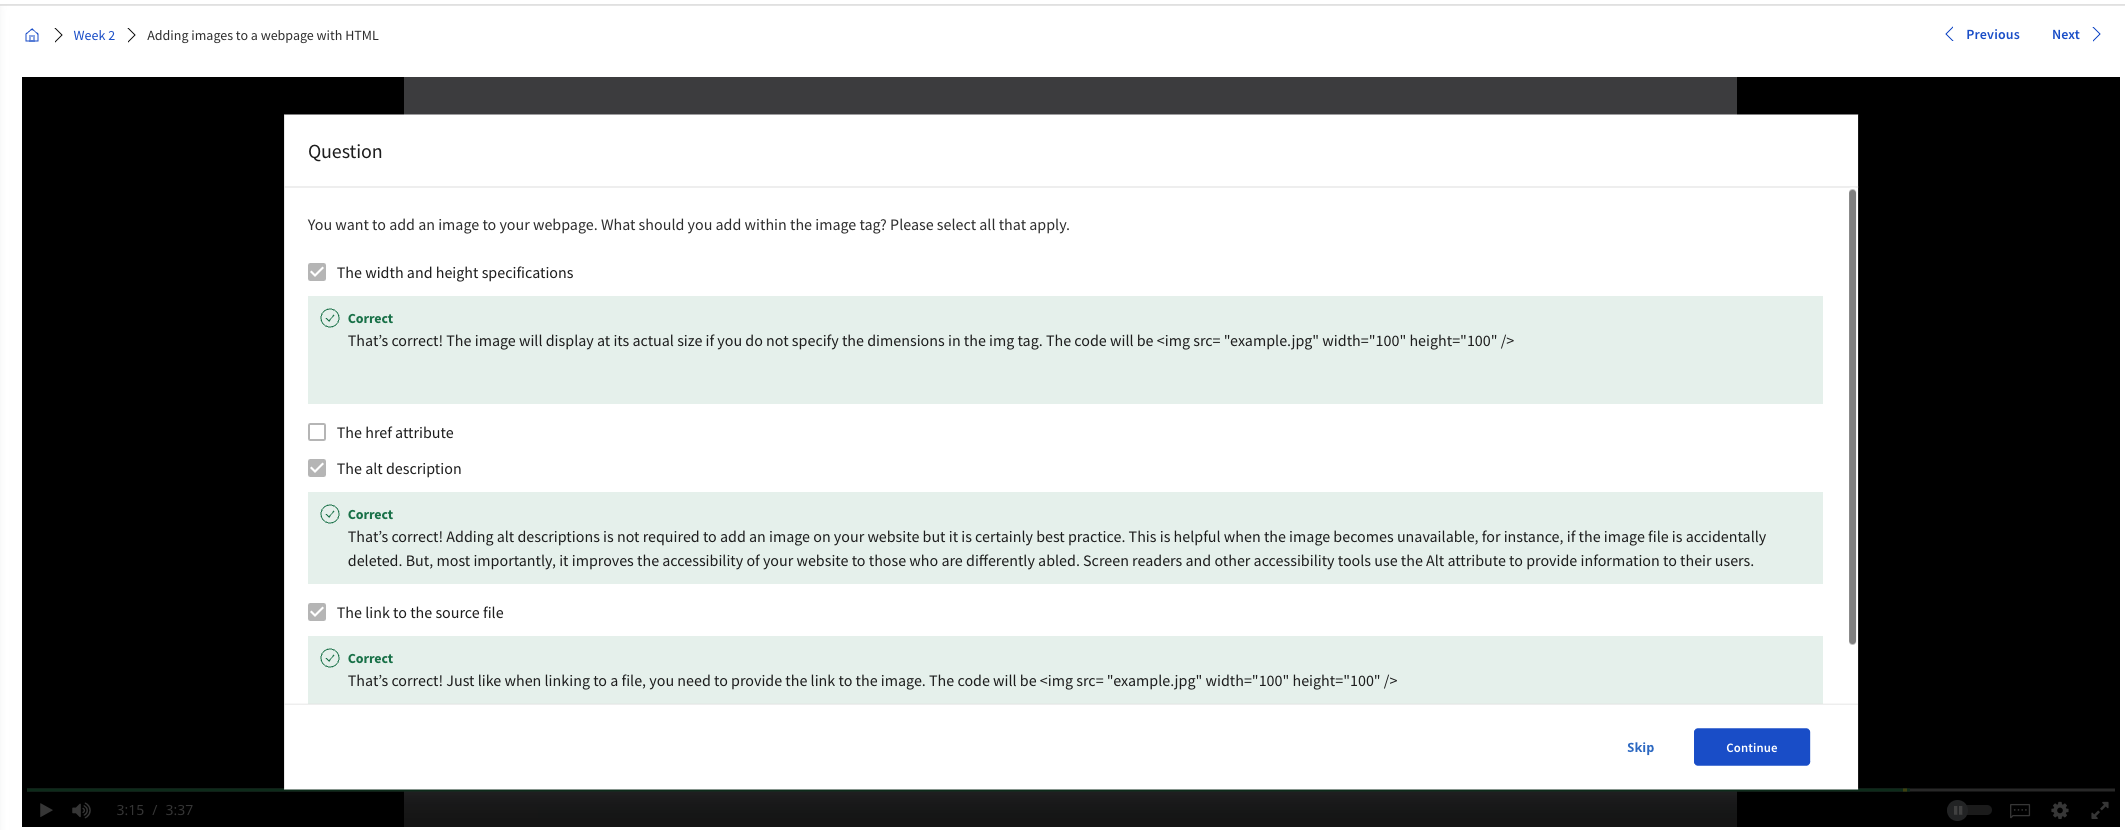 Week 2 Adding images to a webpage with HTML Previous Next
Question
You want to add an image to your webpage. What should you add within the image tag? Please select all that apply.
The width and height specifications
Correct
That's correct! The image will display at its actual size if you do not specify the dimensions in the img tag. The code will be <img src= "example.jpg" width="100" height="100" />
The href attribute
The alt description
Correct
That's correct! Adding alt descriptions is not required to add an image on your website but it is certainly best practice. This is helpful when the image becomes unavailable, for instance, if the image file is accidentally
deleted. But, most importantly, it improves the accessibility of your website to those who are differently abled. Screen readers and other accessibility tools use the Alt attribute to provide information to their users.
The link to the source file
Correct
That's correct! Just like when linking to a file, you need to provide the link to the image. The code will be <img src= "example.jpg" width="100" height="100" />
Skip Continue
3:15 / 3:37